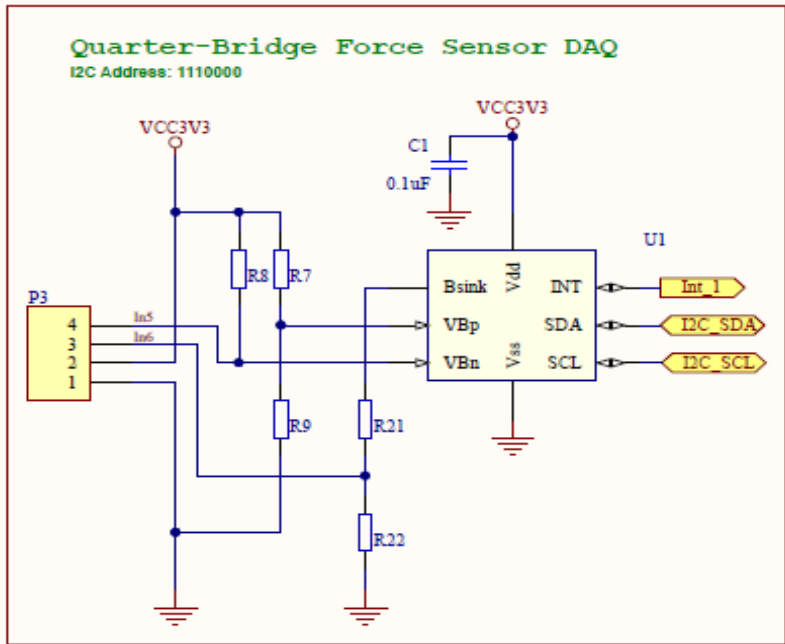 Quarter-Bridge Force Sensor DAQ
I2C Address: 1110000
VCC3V3
VCC3V3
C1
0.1uF
U1
R8
R7
Bsink
Vdd
INT
Int_1
P3
4
In5
VBp
SDA
I2C_SDA
3
In6
2
VBn
Vss
SCL
I2C_SCL
1
R9
R21
R22